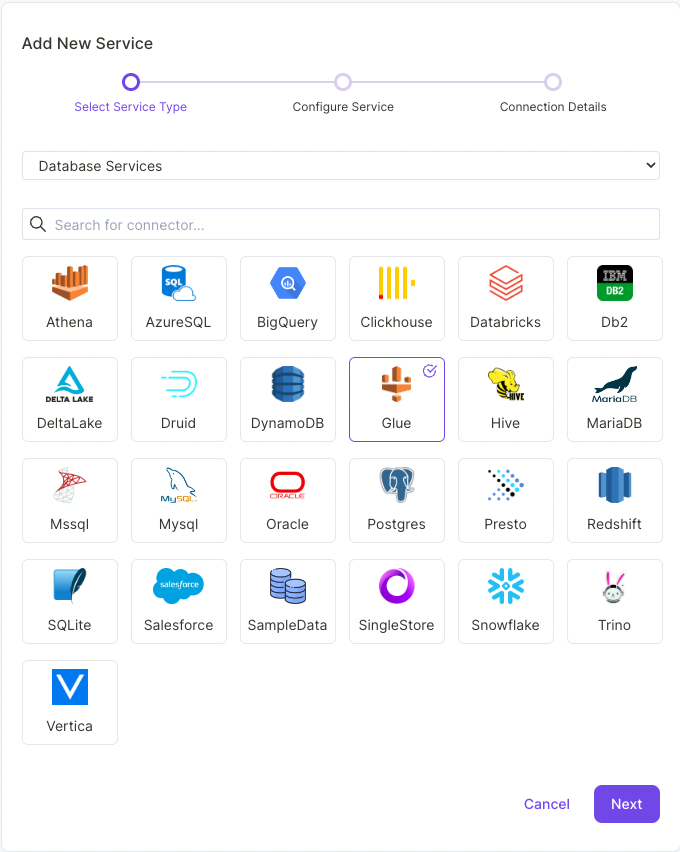 Add New Service
Select Service Type Configure Service Connection Details
Database Services
Search for connector...
SQL
IBM
DB2
Athena AzureSQL BigQuery Clickhouse Databricks Db2
DELTA LAKE
HIVE
MariaDB
DeltaLake Druid DynamoDB Glue Hive MariaDB
MySQL
ORACLE
Mssql Mysql Oracle Postgres Presto Redshift
salesforce
SQLite Salesforce SampleData SingleStore Snowflake Trino
V
Vertica
Cancel Next